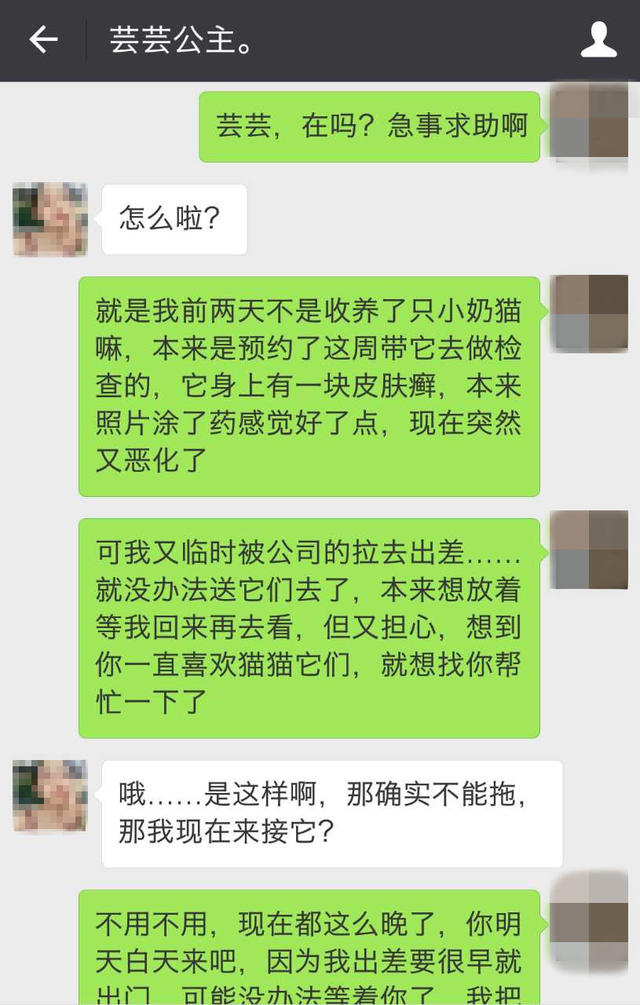 芸芸公主。
芸芸，在吗？急事求助啊
怎么啦？
就是我前两天不是收养了只小奶猫
嘛，本来是预约了这周带它去做检
查的，它身上有一块皮肤癣，本来
照片涂了药感觉好了点，现在突然
又恶化了
可我又临时被公司的拉去出差……
就没办法送它们去了，本来想放着
等我回来再去看，但又担心，想到
你一直喜欢猫猫它们，就想找你帮
忙一下了
哦……是这样啊，那确实不能拖，
那我现在来接它？
不用不用，现在都这么晚了，你明
天白天来吧，因为我出差要很早就
出门，可能没办法等着你了，我把